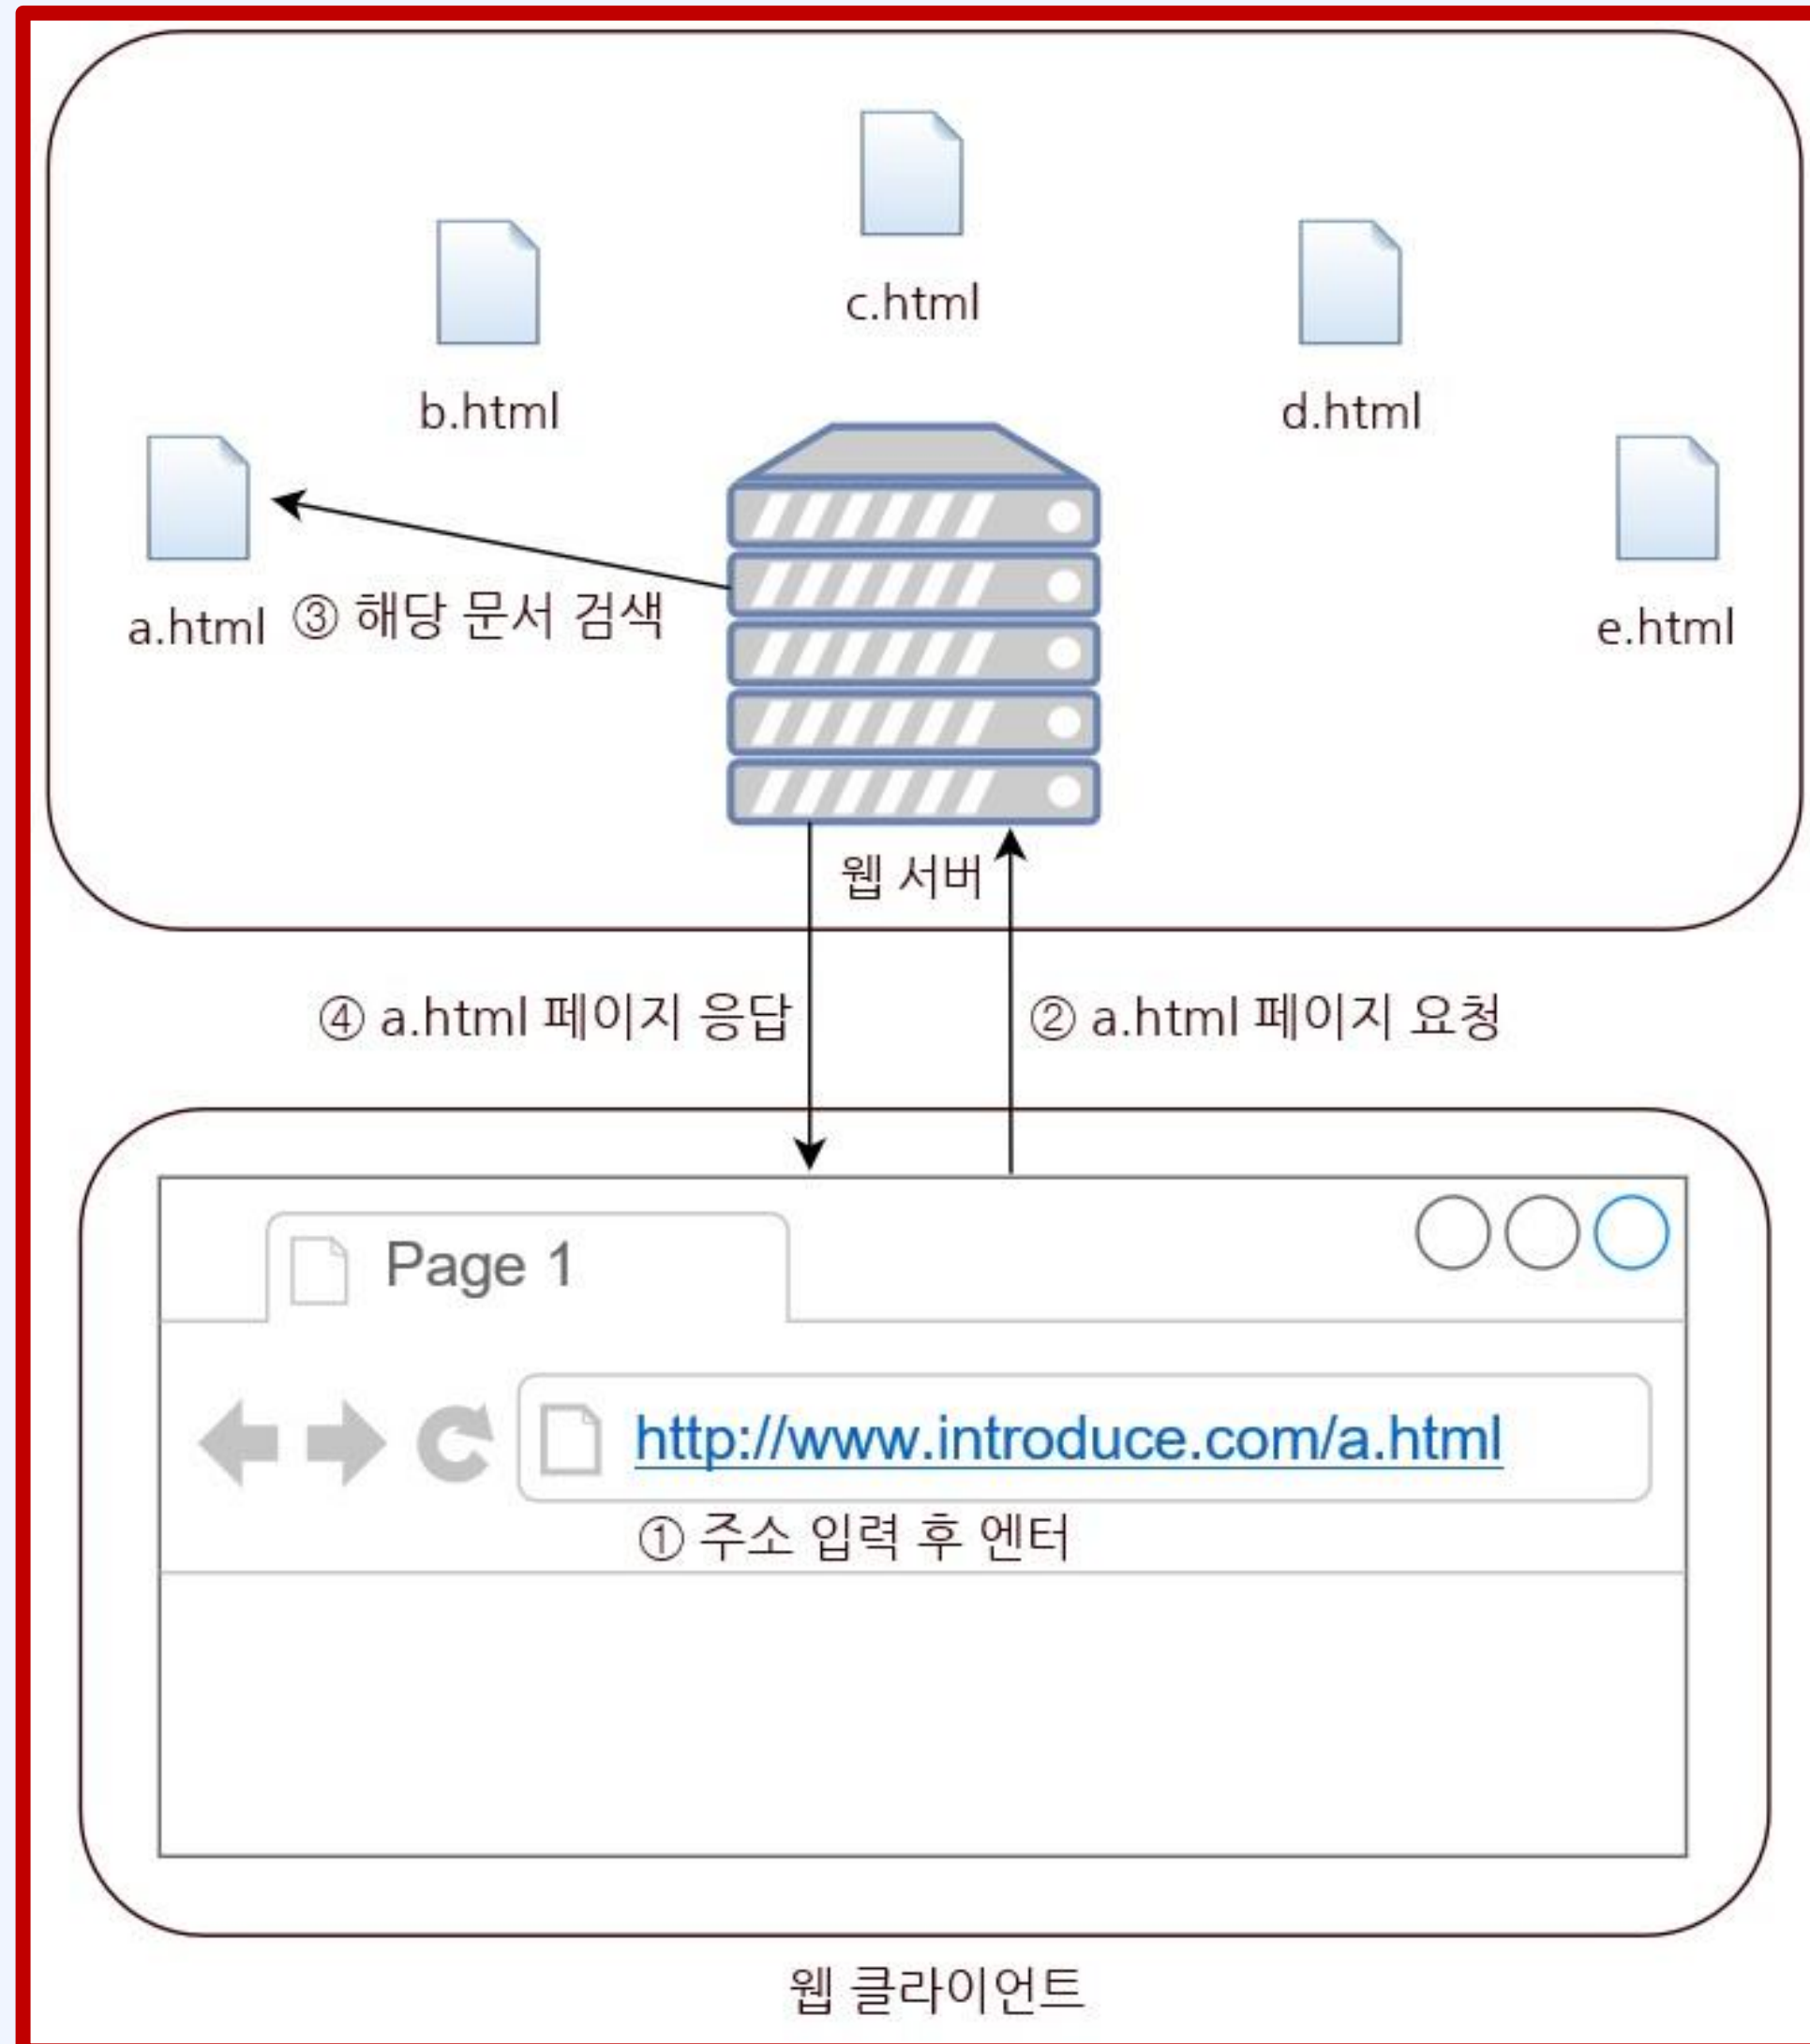 c.html
b.html
d.html
a.html
③ 해당 문서 검색
e.html
웹 서버
④ a.html 페이지 응답
② a.html 페이지 요청
Page 1
http://www.introduce.com/a.html
① 주소 입력 후 엔터
웹 클라이언트